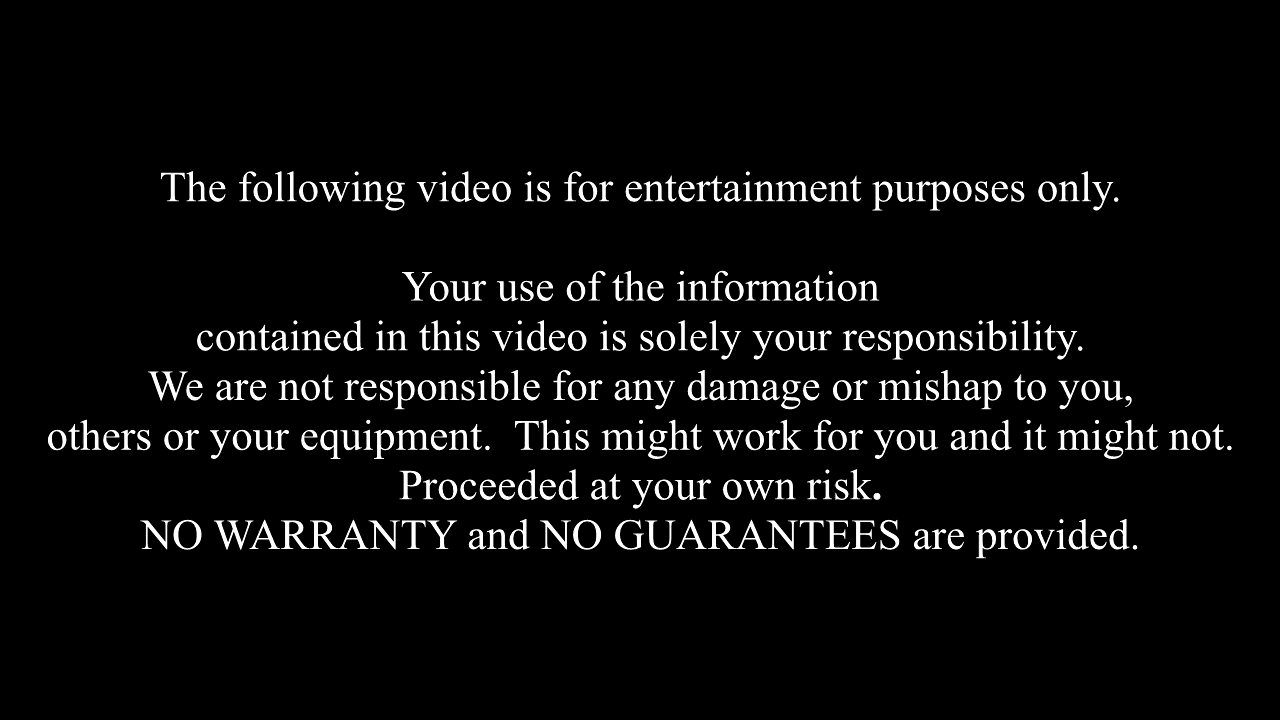 The following video is for entertainment purposes only.
Your use of the information
contained in this video is solely your responsibility.
We are not responsible for any damage or mishap to you,
others or your equipment.  This might work for you and it might not.
Proceeded at your own risk.
NO WARRANTY and NO GUARANTEES are provided.